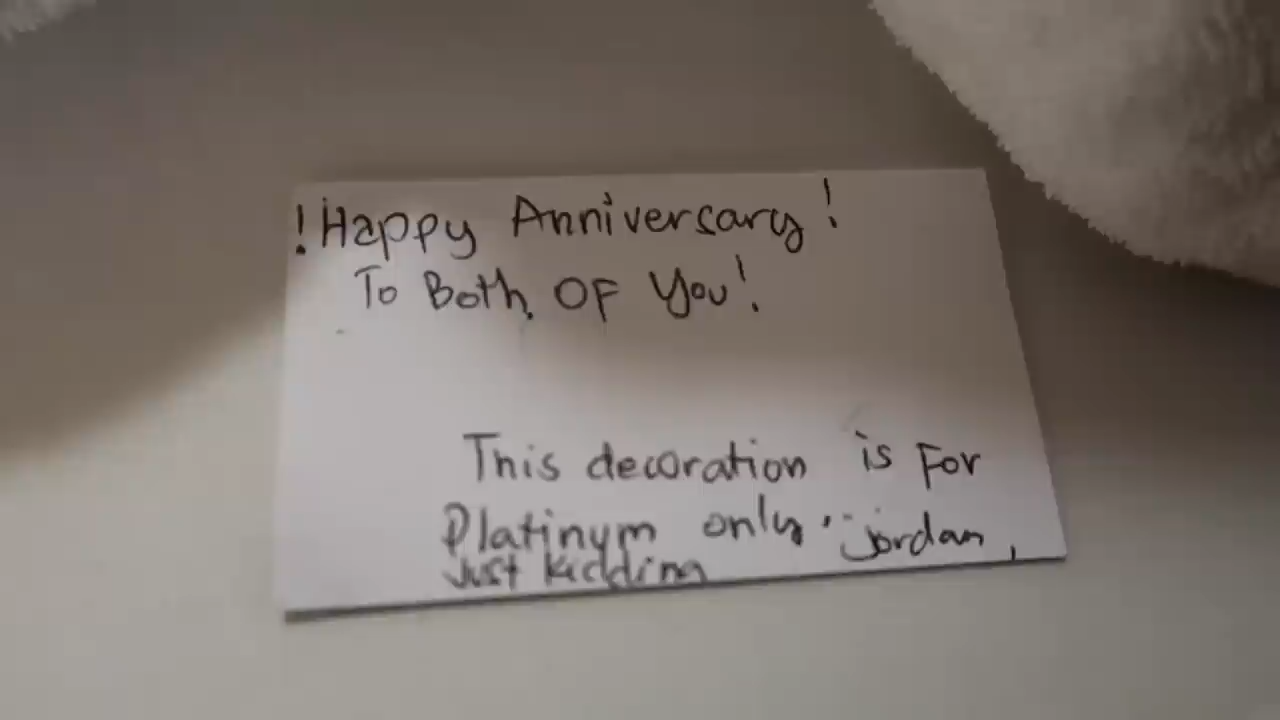 !Happy Anniversary!
To Both OF You!
This decoration is For
Platinum only, -jordan,
Just kidding